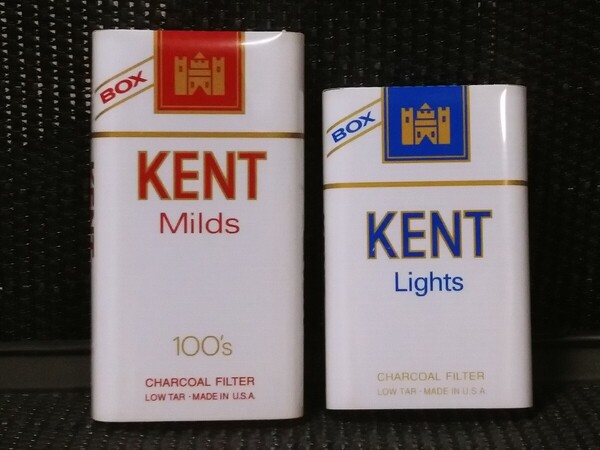 BOX
KENT
Milds
100's
CHARCOAL FILTER
LOW TAR · MADE IN U.S.A.
BOX
KENT
Lights
CHARCOAL FILTER
LOW TAR · MADE IN U.S.A.